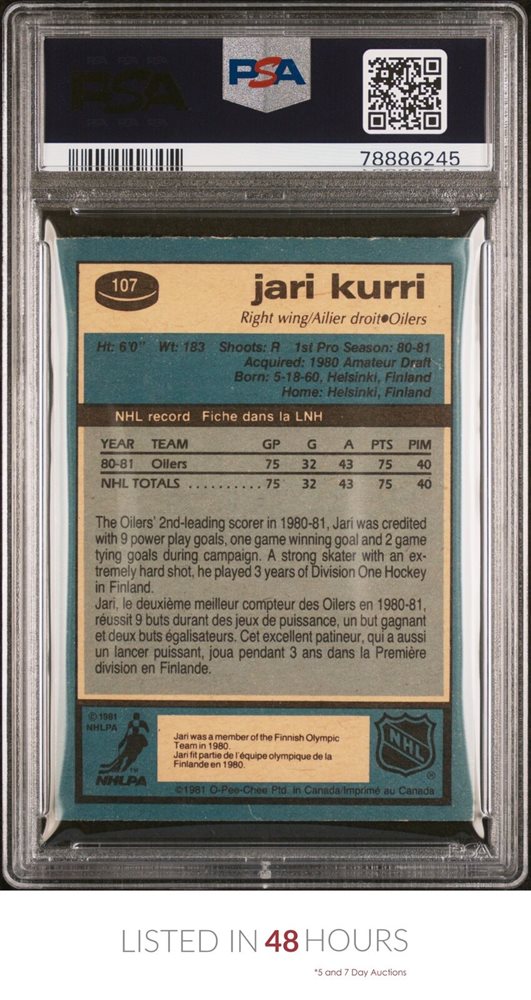 PSA
78886245
107
jari kurri
Right wing/Ailier droit●Oilers
Ht: 6'0" Wt: 183 Shoots: R 1st Pro Season: 80-81
Acquired: 1980 Amateur Draft
Born: 5-18-60, Helsinki, Finland
Home: Helsinki, Finland
NHL record Fiche dans la LNH
YEAR TEAM GP G A PTS PIM
80-81 Oilers 75 32 43 75 40
NHL TOTALS .......... 75 32 43 75 40
The Oilers' 2nd-leading scorer in 1980-81, Jari was credited
with 9 power play goals, one game winning goal and 2 game
tying goals during campaign. A strong skater with an ex-
tremely hard shot, he played 3 years of Division One Hockey
in Finland.
Jari, le deuxième meilleur compteur des Oilers en 1980-81,
réussit 9 buts durant des jeux de puissance, un but gagnant
et deux buts égalisateurs. Cet excellent patineur, qui a aussi
un lancer puissant, joua pendant 3 ans dans la Première
division en Finlande.
©1981
NHLPA
NHLPA
TM
Jari was a member of the Finnish Olympic
Team in 1980.
Jari fit partie de l'équipe olympique de la
Finlande en 1980.
NHL
®
©1981 O-Pee-Chee Ptd. in Canada/Imprimé au Canada
PSA
LISTED IN 48 HOURS
*5 and 7 Day Auctions